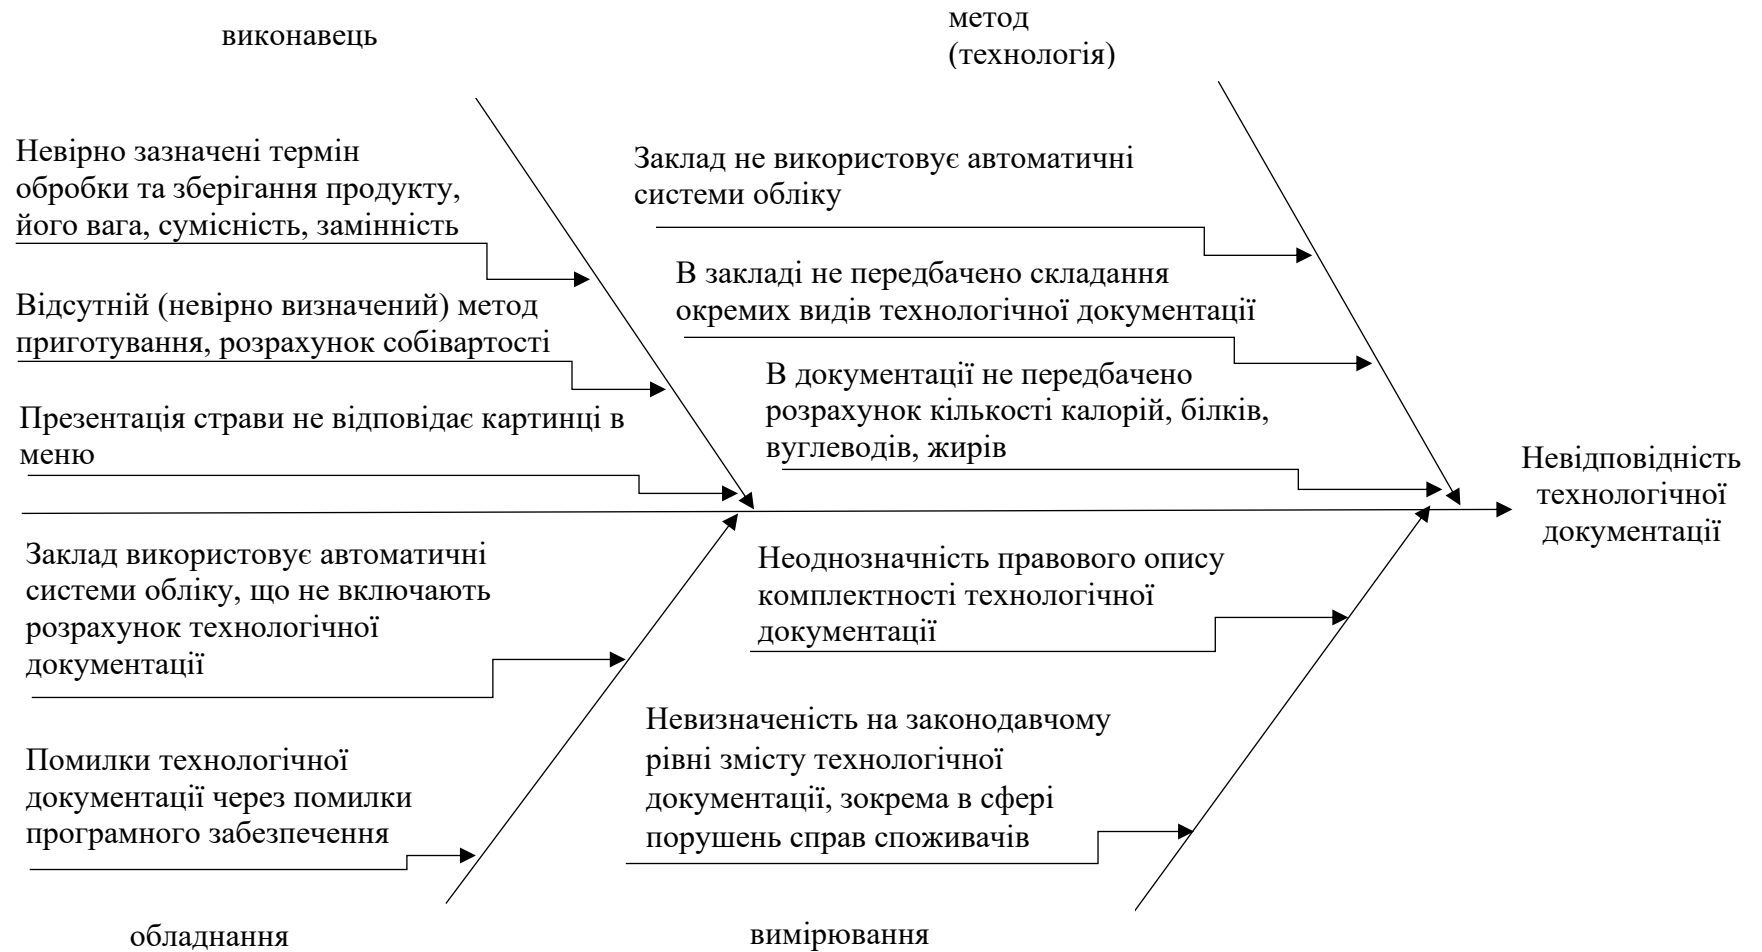 виконавець
метод
(технологія)
Невірно зазначені термін
обробки та зберігання продукту,
його вага, сумісність, замінність
Відсутній (невірно визначений) метод
приготування, розрахунок собівартості
Презентація страви не відповідає картинці в
меню
Заклад не використовує автоматичні
системи обліку
В закладі не передбачено складання
окремих видів технологічної документації
В документації не передбачено
розрахунок кількості калорій, білків,
вуглеводів, жирів
Невідповідність
технологічної
документації
Заклад використовує автоматичні
системи обліку, що не включають
розрахунок технологічної
документації
Помилки технологічної
документації через помилки
програмного забезпечення
Неоднозначність правового опису
комплектності технологічної
документації
Невизначеність на законодавчому
рівні змісту технологічної
документації, зокрема в сфері
порушень справ споживачів
обладнання
вимірювання